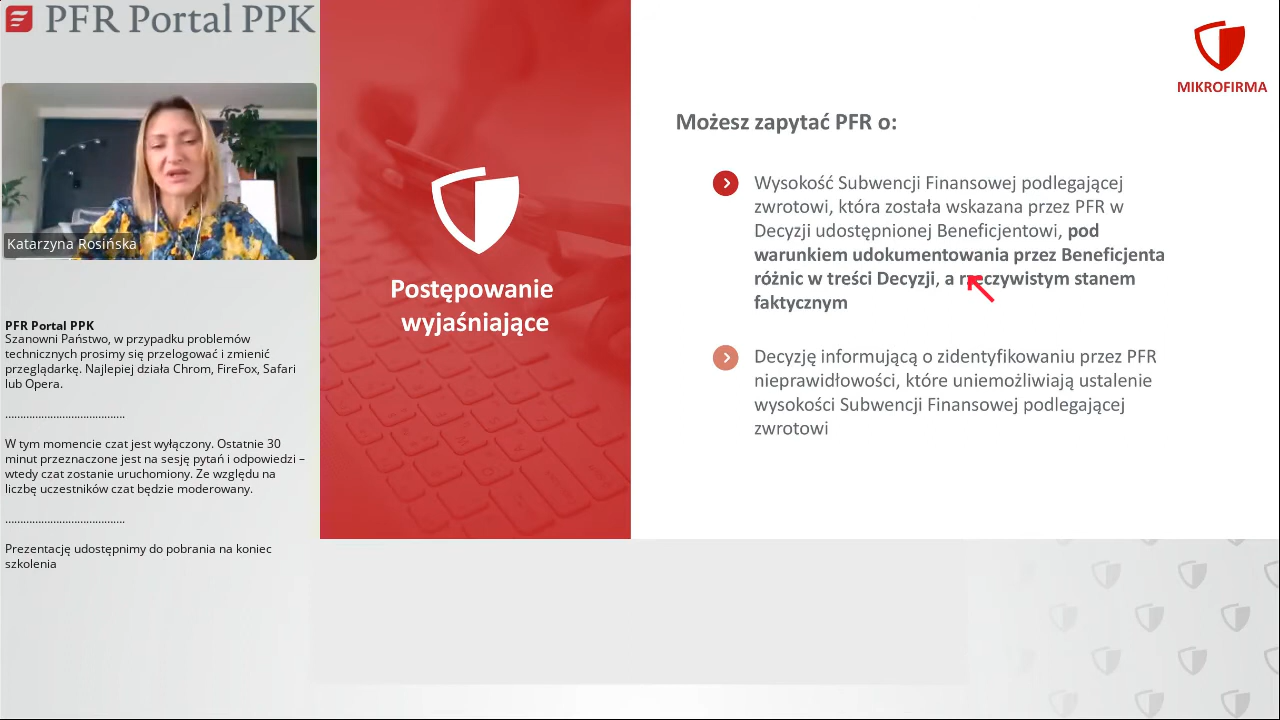 PFR Portal PPK
Katarzyna Rosińska
PFR Portal PPK
Szanowni Państwo, w przypadku problemów
technicznych prosimy się przelogować i zmienić
przeglądarkę. Najlepiej działa Chrom, FireFox, Safari
lub Opera.
........................................
W tym momencie czat jest wyłączony. Ostatnie 30
minut przeznaczone jest na sesję pytań i odpowiedzi –
wtedy czat zostanie uruchomiony. Ze względu na
liczbę uczestników czat będzie moderowany.
........................................
Prezentację udostępnimy do pobrania na koniec
szkolenia
Postępowanie
wyjaśniające
MIKROFIRMA
Możesz zapytać PFR o:
Wysokość Subwencji Finansowej podlegającej
zwrotowi, która została wskazana przez PFR w
Decyzji udostępnionej Beneficjentowi, pod
warunkiem udokumentowania przez Beneficjenta
różnic w treści Decyzji, a rzeczywistym stanem
faktycznym
Decyzję informującą o zidentyfikowaniu przez PFR
nieprawidłowości, które uniemożliwiają ustalenie
wysokości Subwencji Finansowej podlegającej
zwrotowi